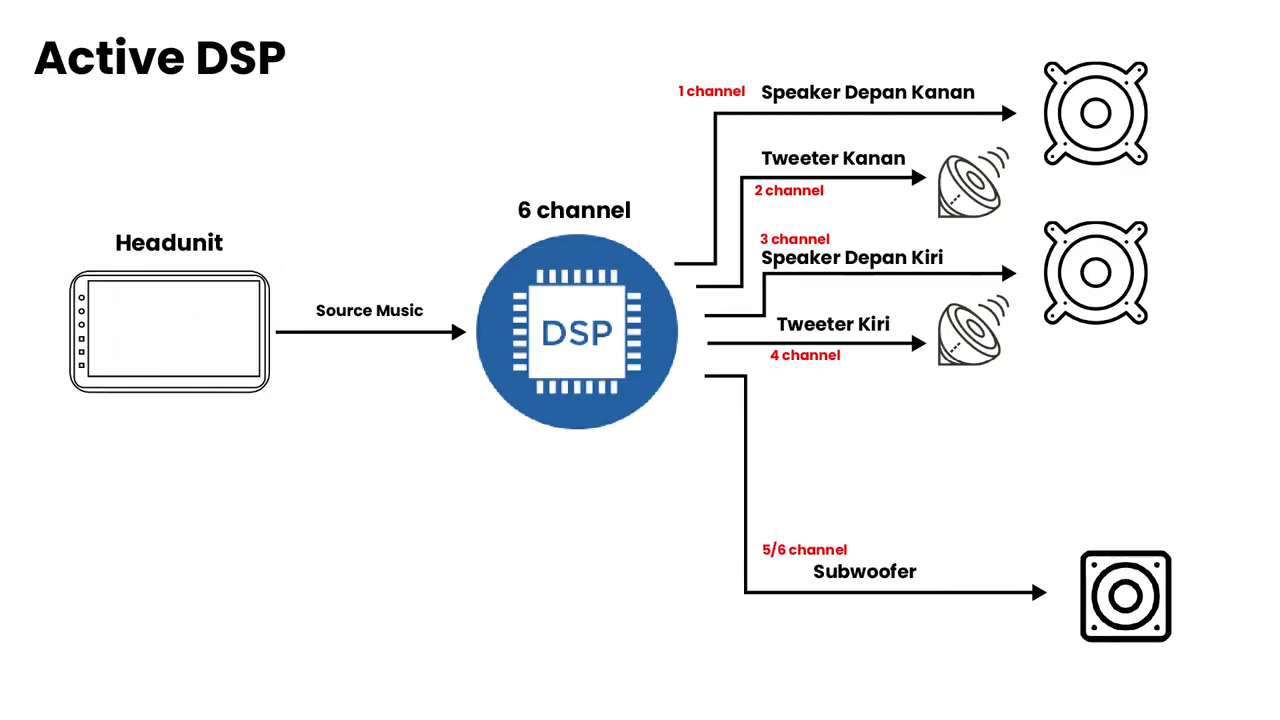 Active DSP
1 channel
Speaker Depan Kanan
Tweeter Kanan
2 channel
6 channel
Headunit
3 channel
Speaker Depan Kiri
Source Music
DSP
Tweeter Kiri
4 channel
5/6 channel
Subwoofer